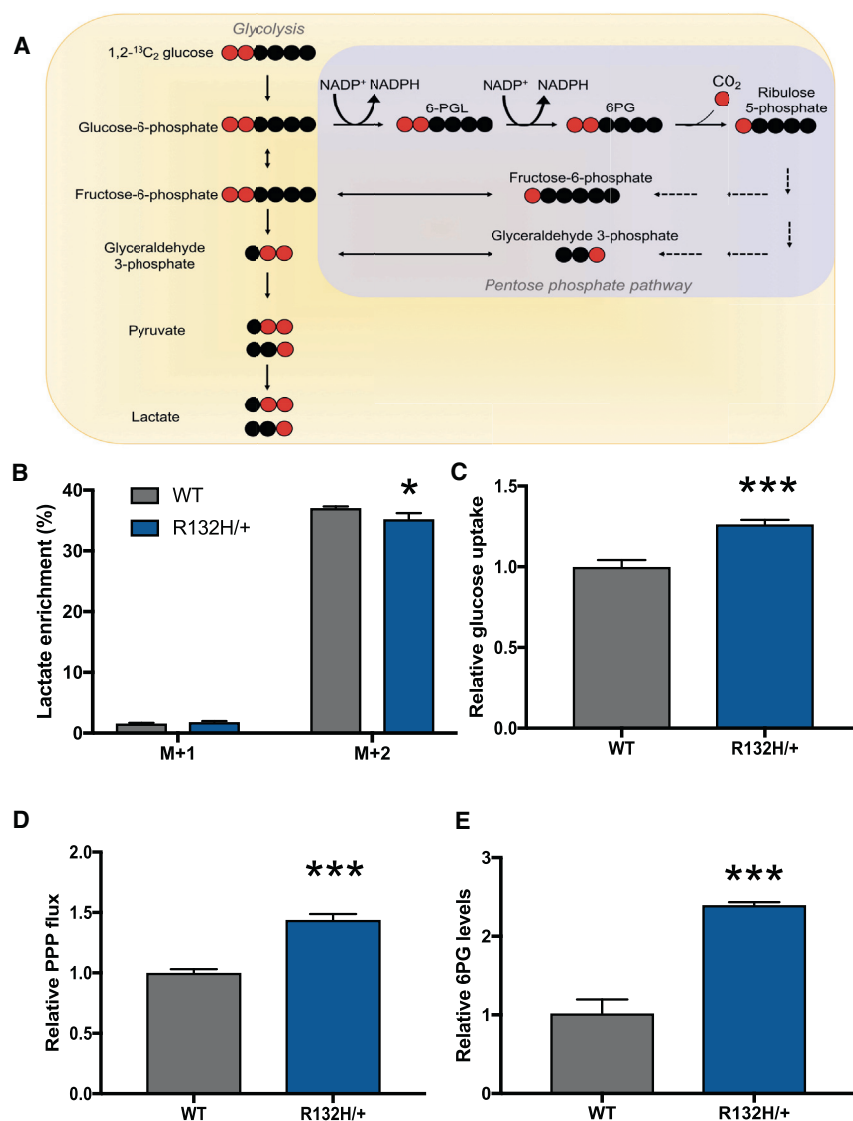 A
Glycolysis
1,2-¹³C₂ glucose
Glucose-6-phosphate
Fructose-6-phosphate
Glyceraldehyde
3-phosphate
Pyruvate
Lactate
NADP⁺ NADPH
6-PGL
NADP⁺ NADPH
6PG
CO₂
Ribulose
5-phosphate
Fructose-6-phosphate
Glyceraldehyde 3-phosphate
Pentose phosphate pathway
B
Lactate enrichment (%)
40
30
20
10
0
WT
R132H/+
*
M+1
M+2
C
Relative glucose uptake
1.5
1.0
0.5
0.0
***
WT
R132H/+
D
Relative PPP flux
2.0
1.5
1.0
0.5
0.0
***
WT
R132H/+
E
Relative 6PG levels
3
2
1
0
***
WT
R132H/+